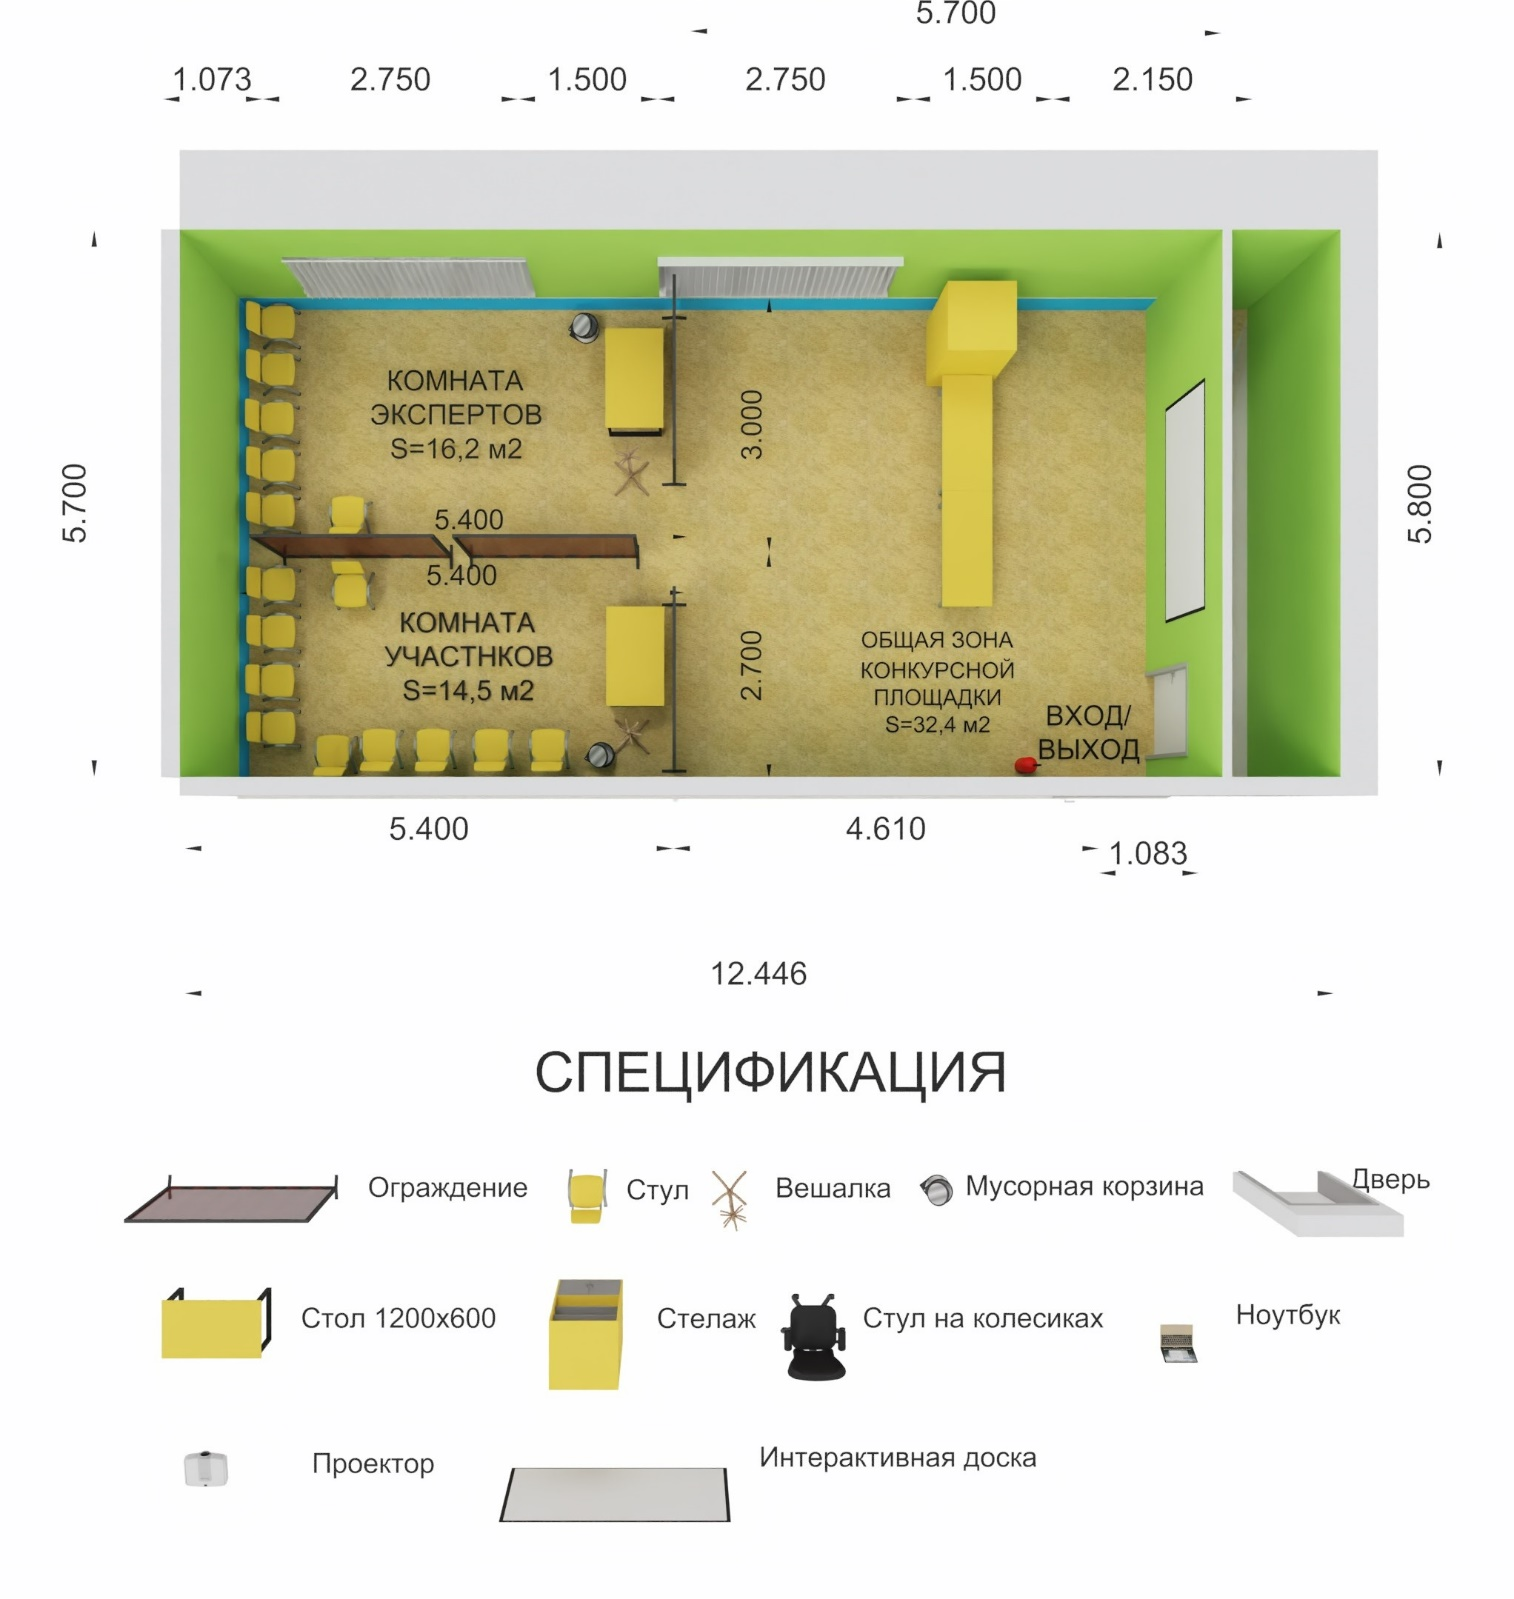 5.700
1.073 2.750 1.500 2.750 1.500 2.150
КОМНАТА
ЭКСПЕРТОВ
S=16,2 м2
3.000
5.700
5.800
5.400
5.400
КОМНАТА
УЧАСТНКОВ
S=14,5 м2
2.700
ОБЩАЯ ЗОНА
КОНКУРСНОЙ
ПЛОЩАДКИ
S=32,4 м2
ВХОД/
ВЫХОД
5.400 4.610
1.083
12.446
СПЕЦИФИКАЦИЯ
Ограждение Стул Вешалка Мусорная корзина Дверь
Стол 1200х600 Стелаж Стул на колесиках Ноутбук
Проектор Интерактивная доска